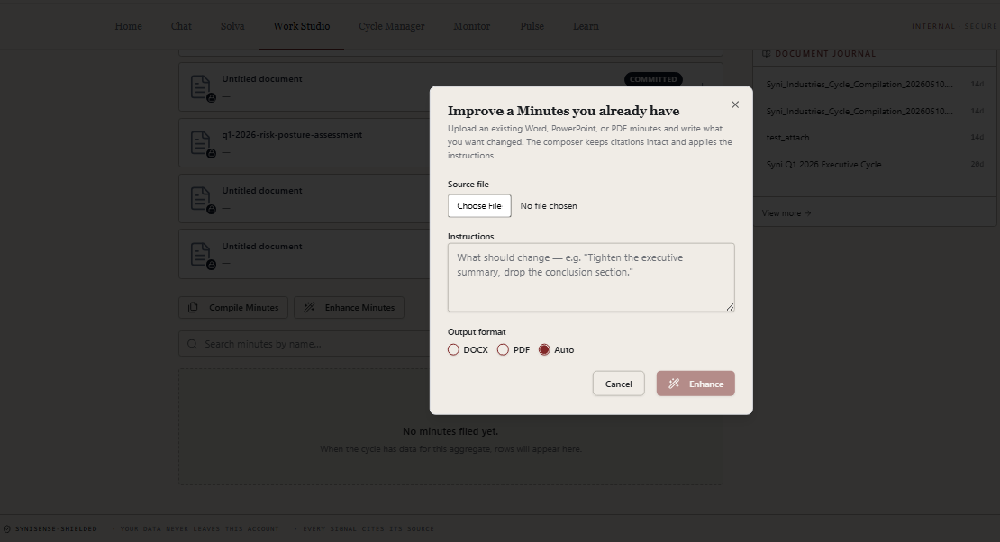 Home Chat Solva Work Studio Cycle Manager Monitor Pulse Learn INTERNAL · SECURE
Untitled document COMMITTED
—
q1-2026-risk-posture-assessment
—
Untitled document
—
Untitled document
—
Compile Minutes Enhance Minutes
Search minutes by name...
No minutes filed yet.
When the cycle has data for this aggregate, rows will appear here.
Improve a Minutes you already have
Upload an existing Word, PowerPoint, or PDF minutes and write what
you want changed. The composer keeps citations intact and applies the
instructions.
Source file
Choose File No file chosen
Instructions
What should change — e.g. "Tighten the executive
summary, drop the conclusion section."
Output format
DOCX PDF Auto
Cancel Enhance
DOCUMENT JOURNAL
Syni_Industries_Cycle_Compilation_20260510... 14d
Syni_Industries_Cycle_Compilation_20260510... 14d
test_attach 14d
Syni Q1 2026 Executive Cycle 20d
View more →
SYNISENSE-SHIELDED · YOUR DATA NEVER LEAVES THIS ACCOUNT · EVERY SIGNAL CITES ITS SOURCE